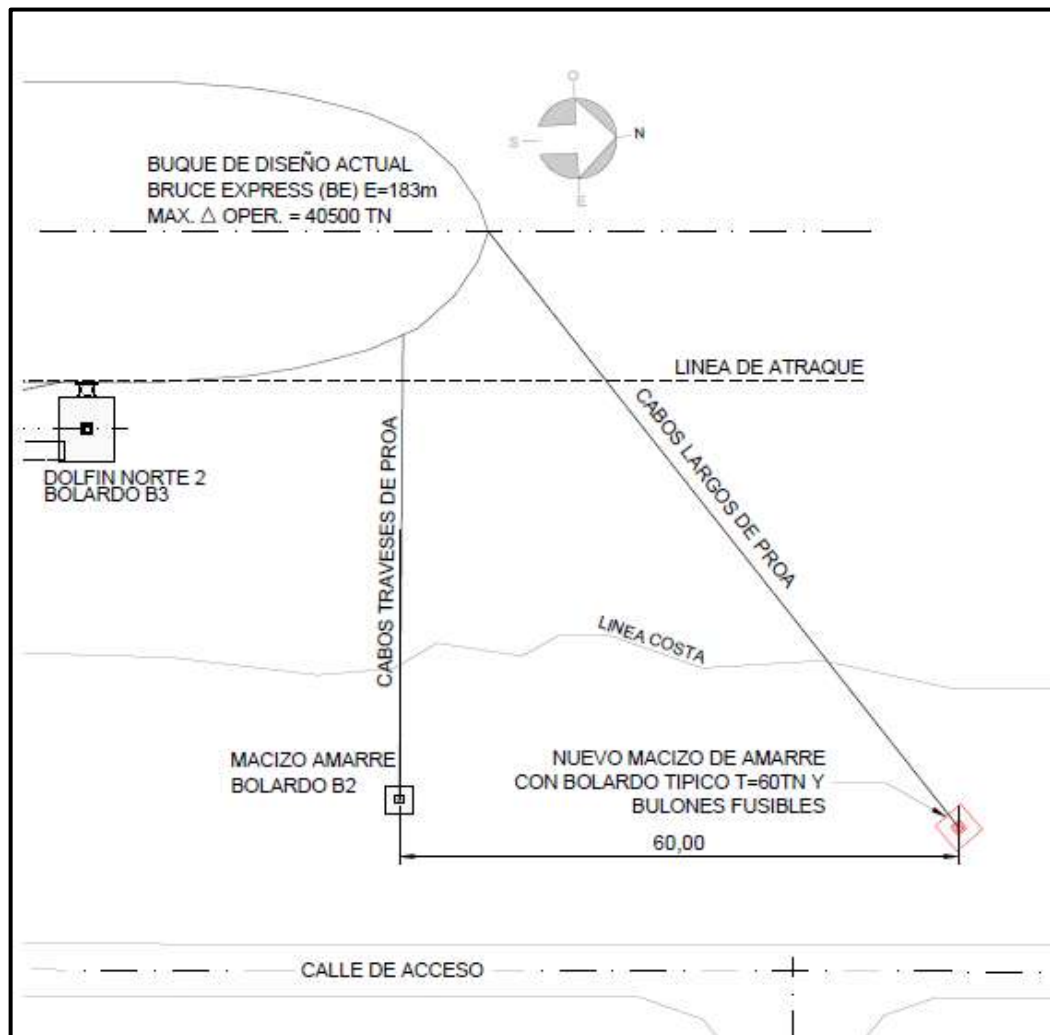 O
S
N
E
BUQUE DE DISEÑO ACTUAL
BRUCE EXPRESS (BE) E=183m
MAX. △ OPER. = 40500 TN
LINEA DE ATRAQUE
CABOS LARGOS DE PROA
CABOS TRAVESES DE PROA
DOLFIN NORTE 2
BOLARDO B3
LINEA COSTA
MACIZO AMARRE
BOLARDO B2
NUEVO MACIZO DE AMARRE
CON BOLARDO TIPICO T=60TN Y
BULONES FUSIBLES
60,00
CALLE DE ACCESO